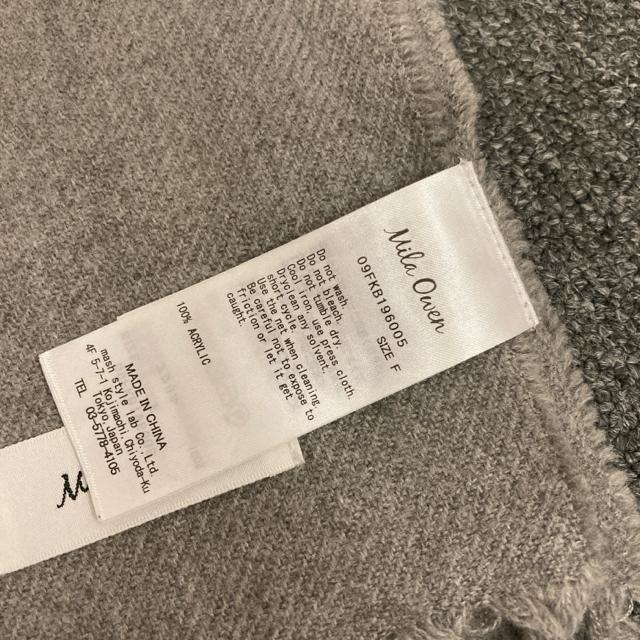 Mila Owen
09FKB196005
SIZE F
Do not wash.
Do not bleach.
Do not tumble dry.
Cool iron, use press cloth.
Dryclean any solvent.
short cycle.
Use the net when cleaning.
Be careful not to expose to
friction or let it get
caught.
100% ACRYLIC
MADE IN CHINA
mash style lab Co., Ltd
4F 5-7-1 Kojimachi, Chiyoda-Ku
Tokyo, Japan
TEL 03-5778-4105